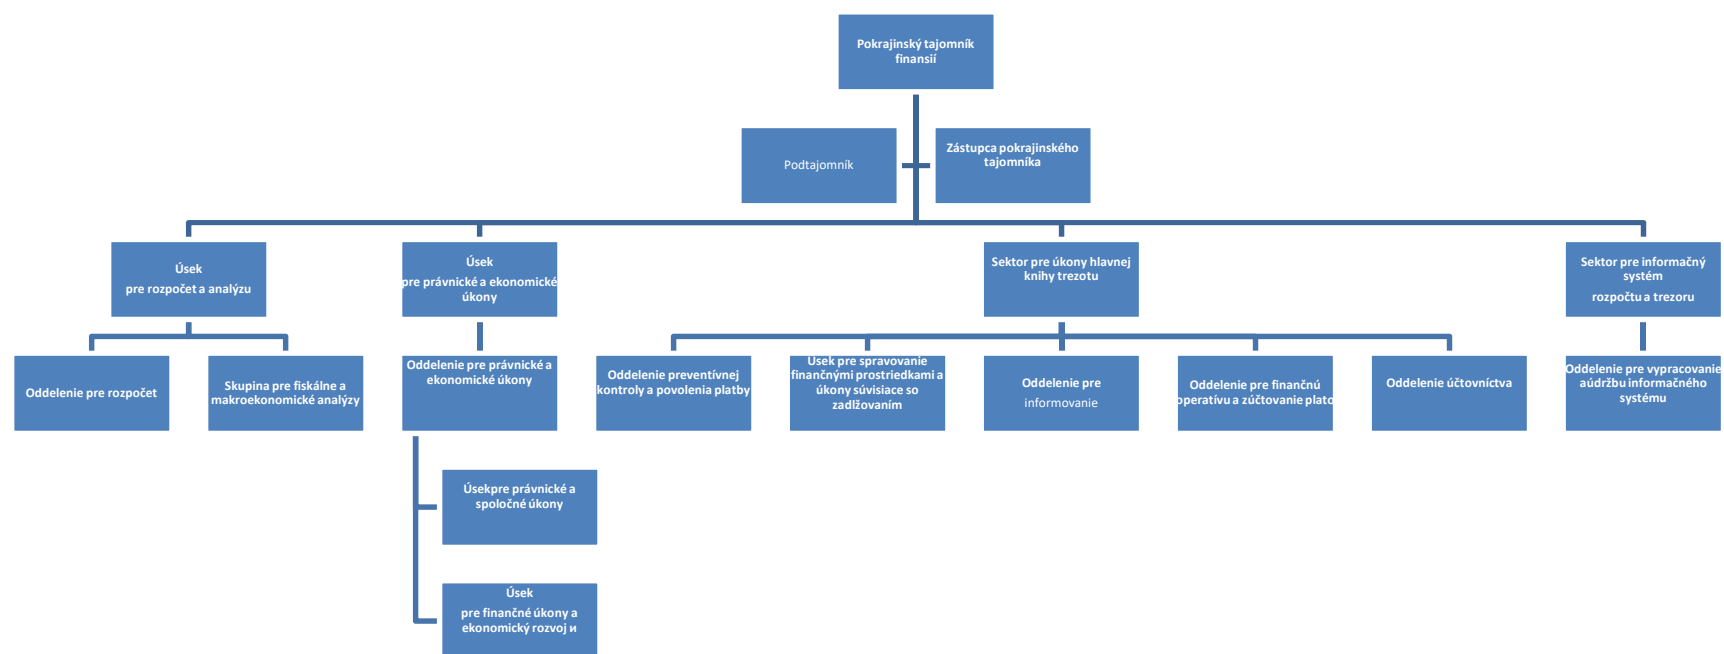 Pokrajinský tajomník
finansií
Podtajomník
Zástupca pokrajinského
tajomníka
Úsek
pre rozpočet a analýzu
Úsek
pre právnické a ekonomické
úkony
Sektor pre úkony hlavnej
knihy trezotu
Sektor pre informačný
systém
rozpočtu a trezoru
Oddelenie pre rozpočet
Skupina pre fiskálne a
makroekonomické analýzy
Oddelenie pre právnické a
ekonomické úkony
Oddelenie preventívnej
kontroly a povolenia platby
Úsek pre spravovanie
finančnými prostriedkami a
úkony súvisiace so
zadlžovaním
Oddelenie pre
informovanie
Oddelenie pre finančnú
operatívu a zúčtovanie plato
Oddelenie účtovníctva
Oddelenie pre vypracovanie
aúdržbu informačného
systému
Úsekpre právnické a
spoločné úkony
Úsek
pre finančné úkony a
ekonomický rozvoj и